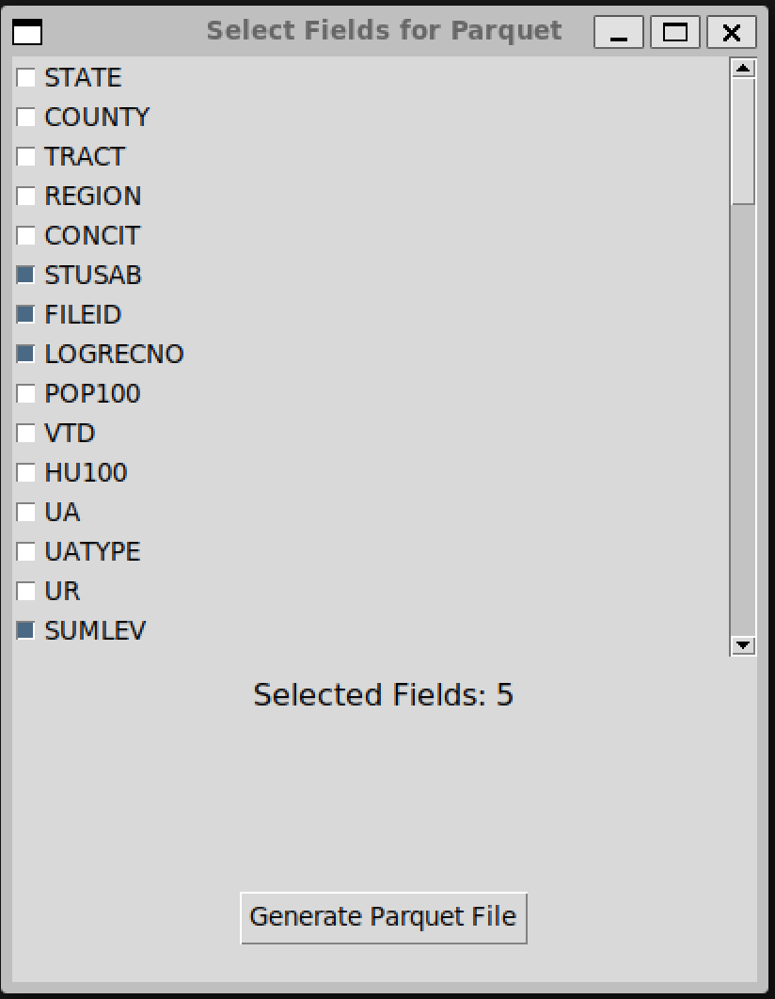 Select Fields for Parquet
STATE
COUNTY
TRACT
REGION
CONCIT
STUSAB
FILEID
LOGRECNO
POP100
VTD
HU100
UA
UATYPE
UR
SUMLEV
Selected Fields: 5
Generate Parquet File